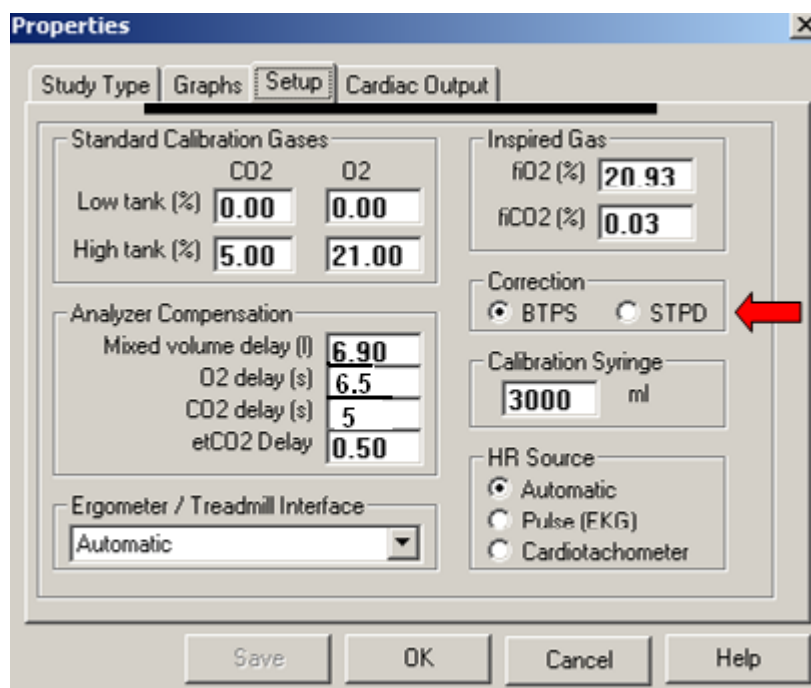 Properties
Study Type Graphs Setup Cardiac Output
Standard Calibration Gases
CO2 O2
Low tank (%) 0.00 0.00
High tank (%) 5.00 21.00
Analyzer Compensation
Mixed volume delay (l) 6.90
O2 delay (s) 6.5
CO2 delay (s) 5
etCO2 Delay 0.50
Ergometer / Treadmill Interface
Automatic
Inspired Gas
fiO2 (%) 20.93
fiCO2 (%) 0.03
Correction
BTPS STPD
Calibration Syringe
3000 ml
HR Source
Automatic
Pulse (EKG)
Cardiotachometer
Save OK Cancel Help